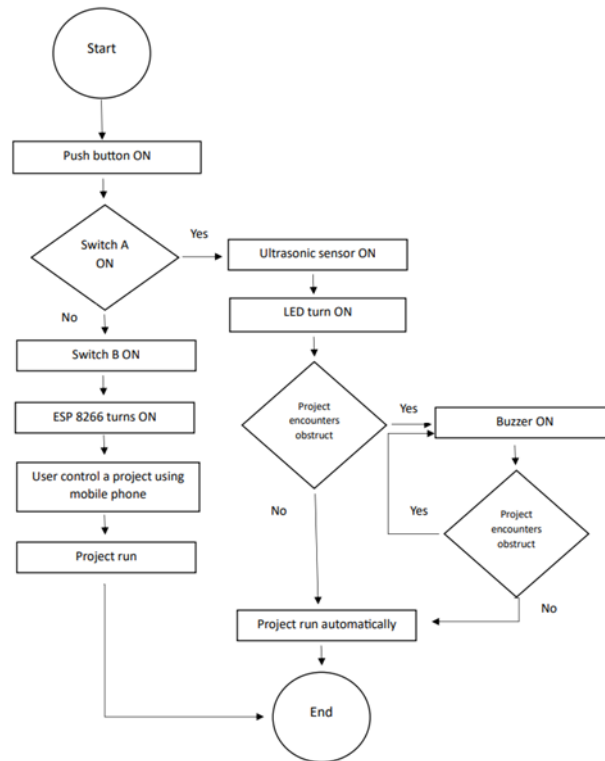 Start
Push button ON
Switch A
ON
Yes
No
Ultrasonic sensor ON
LED turn ON
Project
encounters
obstruct
Yes
No
Buzzer ON
Project
encounters
obstruct
Yes
No
Switch B ON
ESP 8266 turns ON
User control a project using
mobile phone
Project run
Project run automatically
End